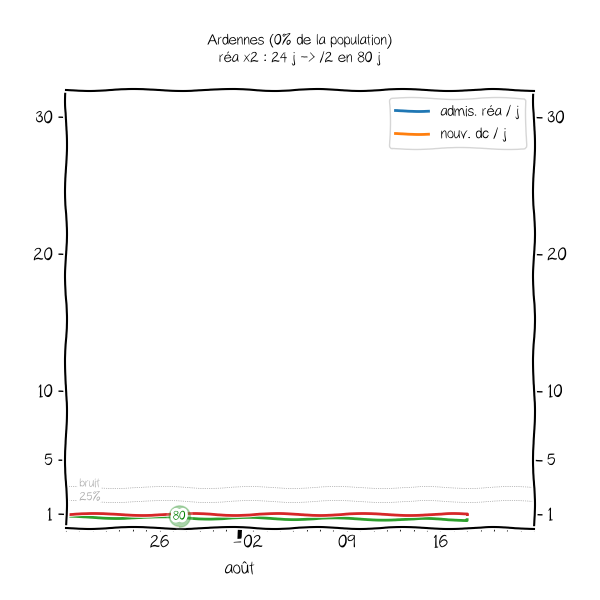 Ardennes (0% de la population)
réa x2 : 24 j -> /2 en 80 j
admis. réa / j
nouv. dc / j
30 30
20 20
10 10
5 5
bruit
25%
1 80 1
26 02 09 16
août